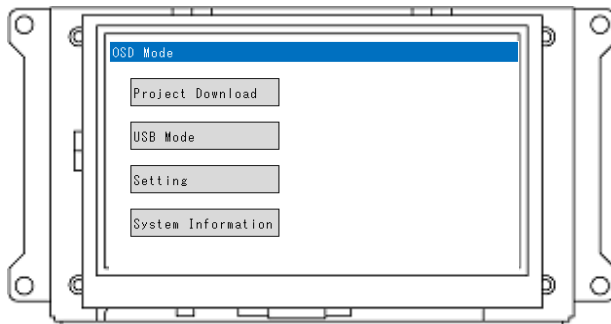 OSD Mode
Project Download
USB Mode
Setting
System Information